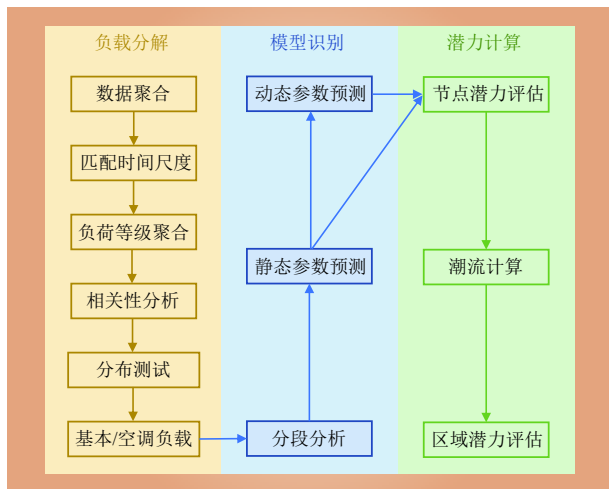 负载分解
数据聚合
匹配时间尺度
负荷等级聚合
相关性分析
分布测试
基本/空调负载
模型识别
动态参数预测
静态参数预测
分段分析
潜力计算
节点潜力评估
潮流计算
区域潜力评估